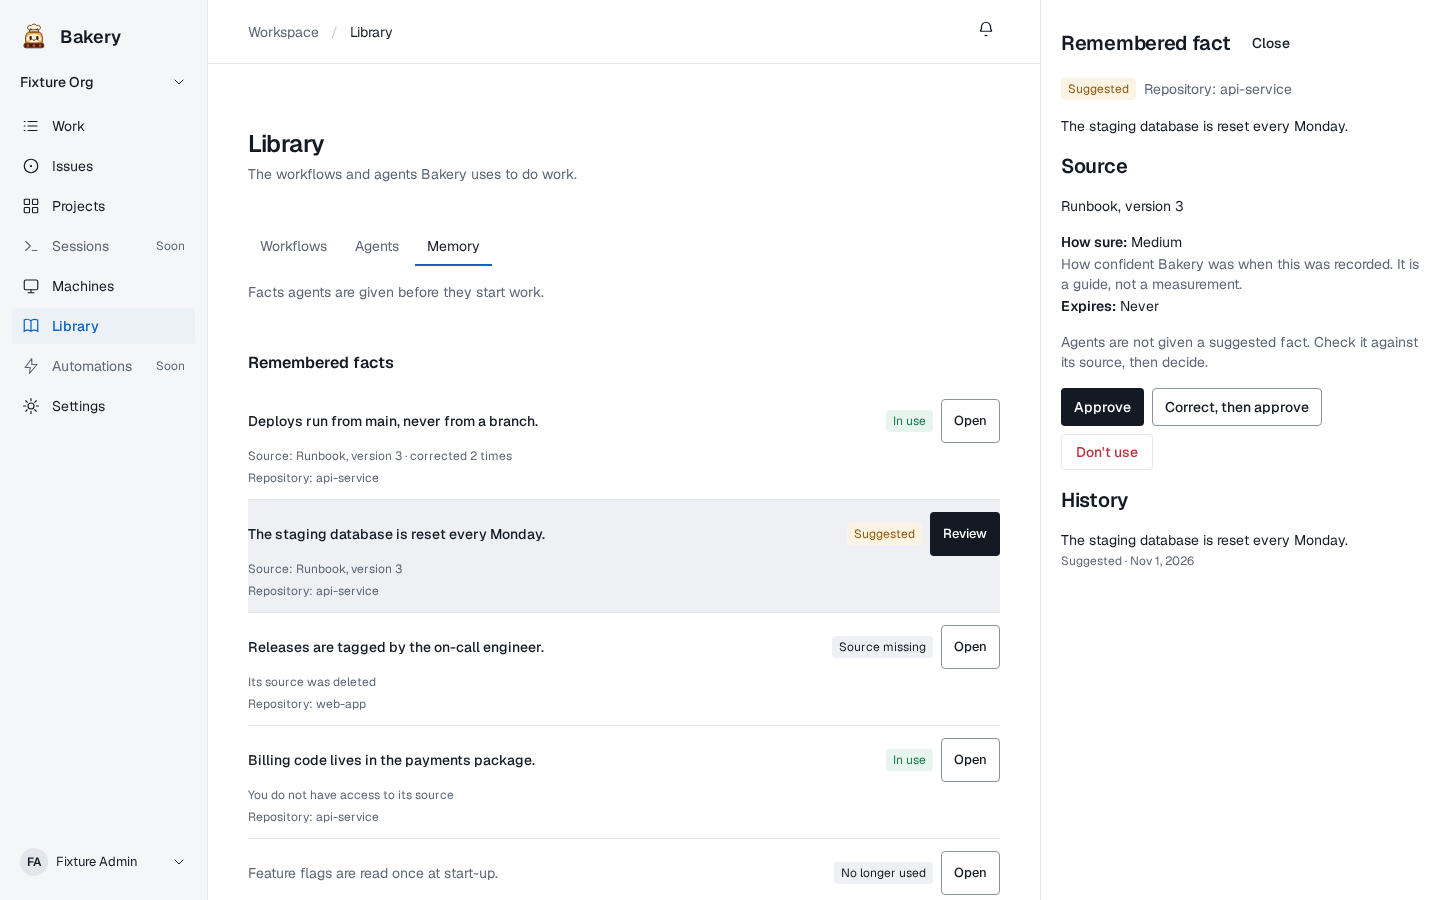 Bakery
Fixture Org
Work
Issues
Projects
Sessions Soon
Machines
Library
Automations Soon
Settings
FA Fixture Admin
Workspace / Library
Library
The workflows and agents Bakery uses to do work.
Workflows Agents Memory
Facts agents are given before they start work.
Remembered facts
Deploys run from main, never from a branch. In use Open
Source: Runbook, version 3 · corrected 2 times
Repository: api-service
The staging database is reset every Monday. Suggested Review
Source: Runbook, version 3
Repository: api-service
Releases are tagged by the on-call engineer. Source missing Open
Its source was deleted
Repository: web-app
Billing code lives in the payments package. In use Open
You do not have access to its source
Repository: api-service
Feature flags are read once at start-up. No longer used Open
Remembered fact Close
Suggested Repository: api-service
The staging database is reset every Monday.
Source
Runbook, version 3
How sure: Medium
How confident Bakery was when this was recorded. It is
a guide, not a measurement.
Expires: Never
Agents are not given a suggested fact. Check it against
its source, then decide.
Approve Correct, then approve
Don't use
History
The staging database is reset every Monday.
Suggested · Nov 1, 2026